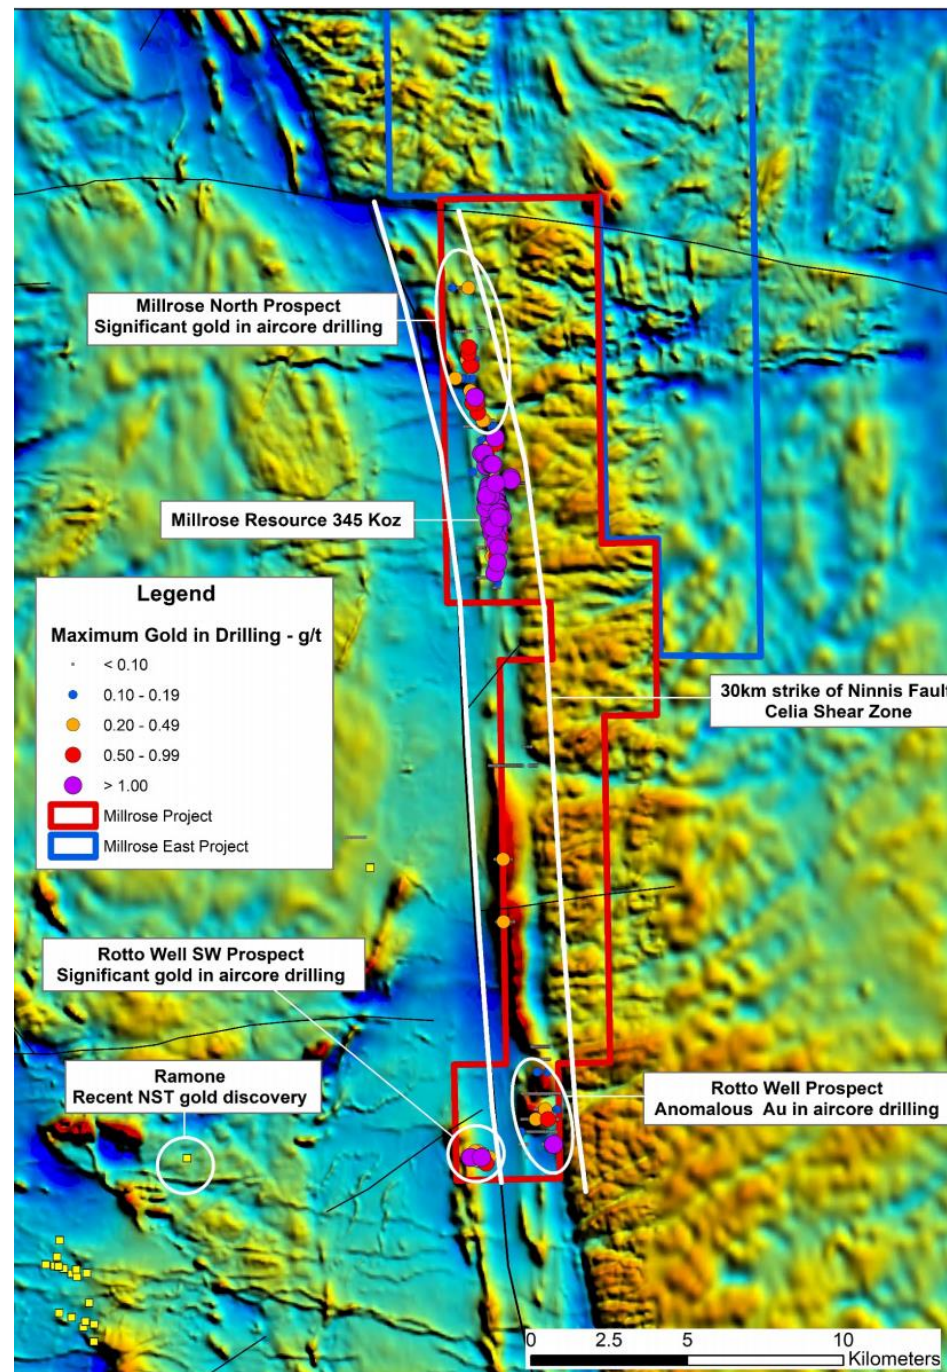 Millrose North Prospect
Significant gold in aircore drilling
Millrose Resource 345 Koz
Legend
Maximum Gold in Drilling - g/t
< 0.10
0.10 - 0.19
0.20 - 0.49
0.50 - 0.99
> 1.00
Millrose Project
Millrose East Project
30km strike of Ninnis Fault
Celia Shear Zone
Rotto Well SW Prospect
Significant gold in aircore drilling
Ramone
Recent NST gold discovery
Rotto Well Prospect
Anomalous Au in aircore drilling
0 2.5 5 10
Kilometers